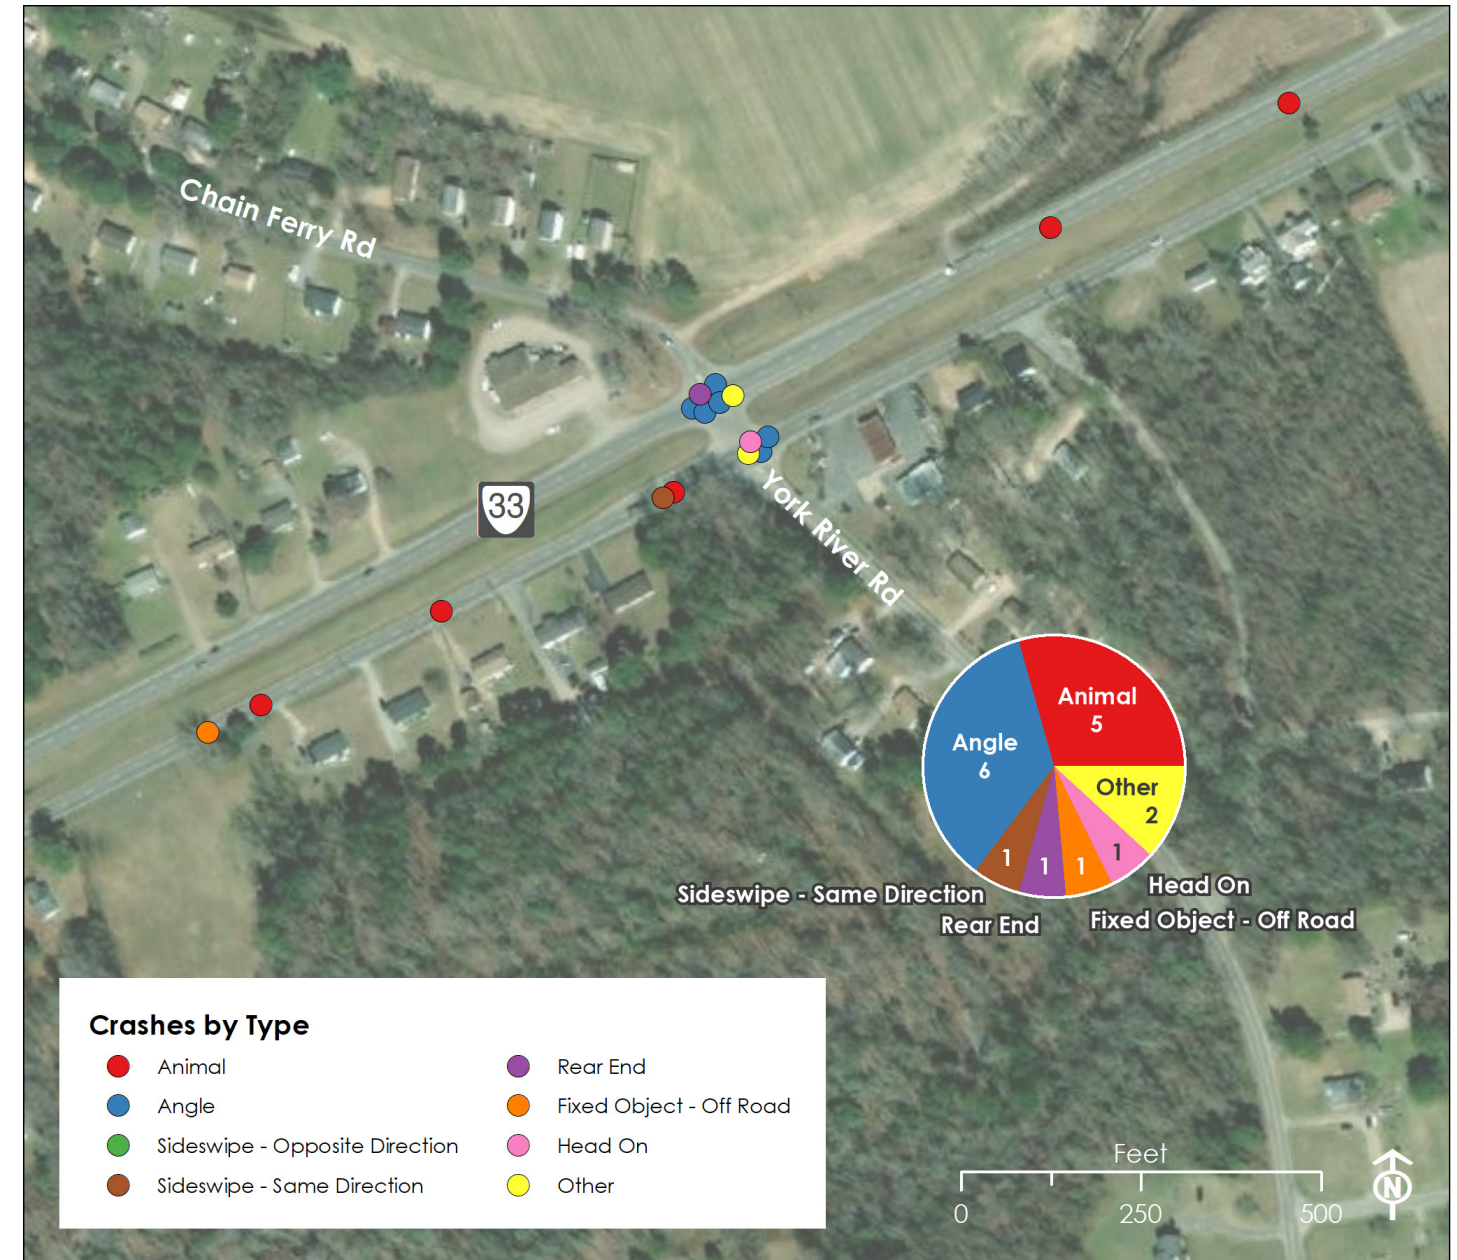 Chain Ferry Rd
33
York River Rd
Animal
5
Angle
6
Other
2
1
1
1
1
Sideswipe - Same Direction
Head On
Rear End
Fixed Object - Off Road
Crashes by Type
Animal
Rear End
Angle
Fixed Object - Off Road
Sideswipe - Opposite Direction
Head On
Sideswipe - Same Direction
Other
Feet
0
250
500
N